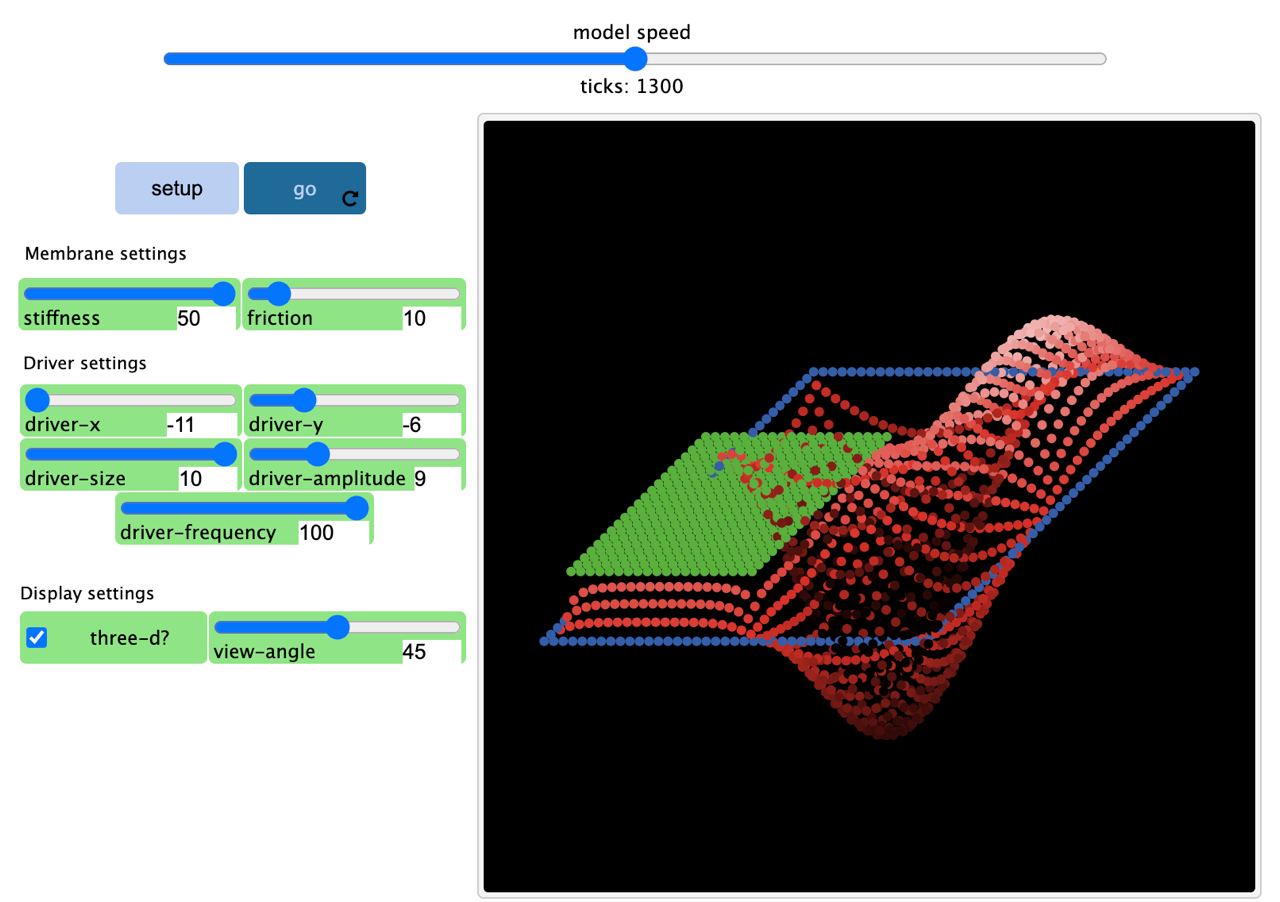 model speed
ticks: 1300
setup go
Membrane settings
stiffness 50 friction 10
Driver settings
driver-x -11 driver-y -6
driver-size 10 driver-amplitude 9
driver-frequency 100
Display settings
three-d? view-angle 45